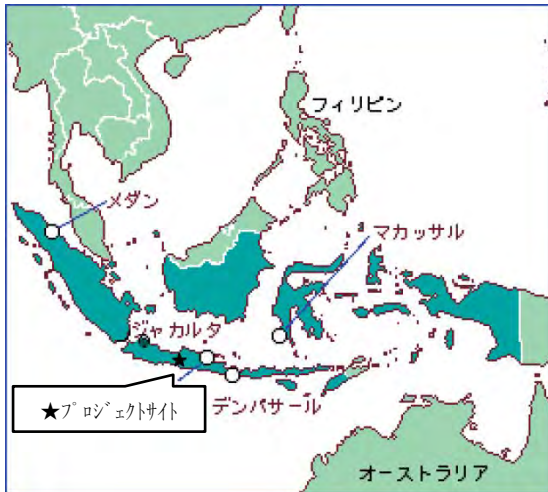 フィリピン
メダン
マカッサル
ジャカルタ
デンパサール
★プロジェクトサイト
オーストラリア